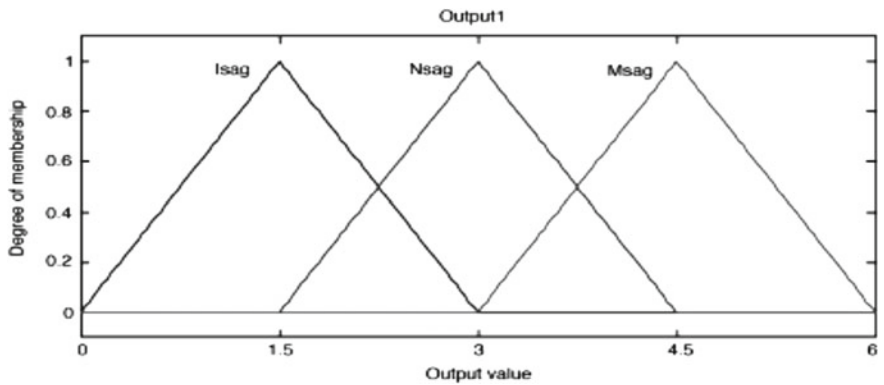 Output1
Degree of membership
1
0.8
0.6
0.4
0.2
0
Isag
Nsag
Msag
0
1.5
3
4.5
6
Output value